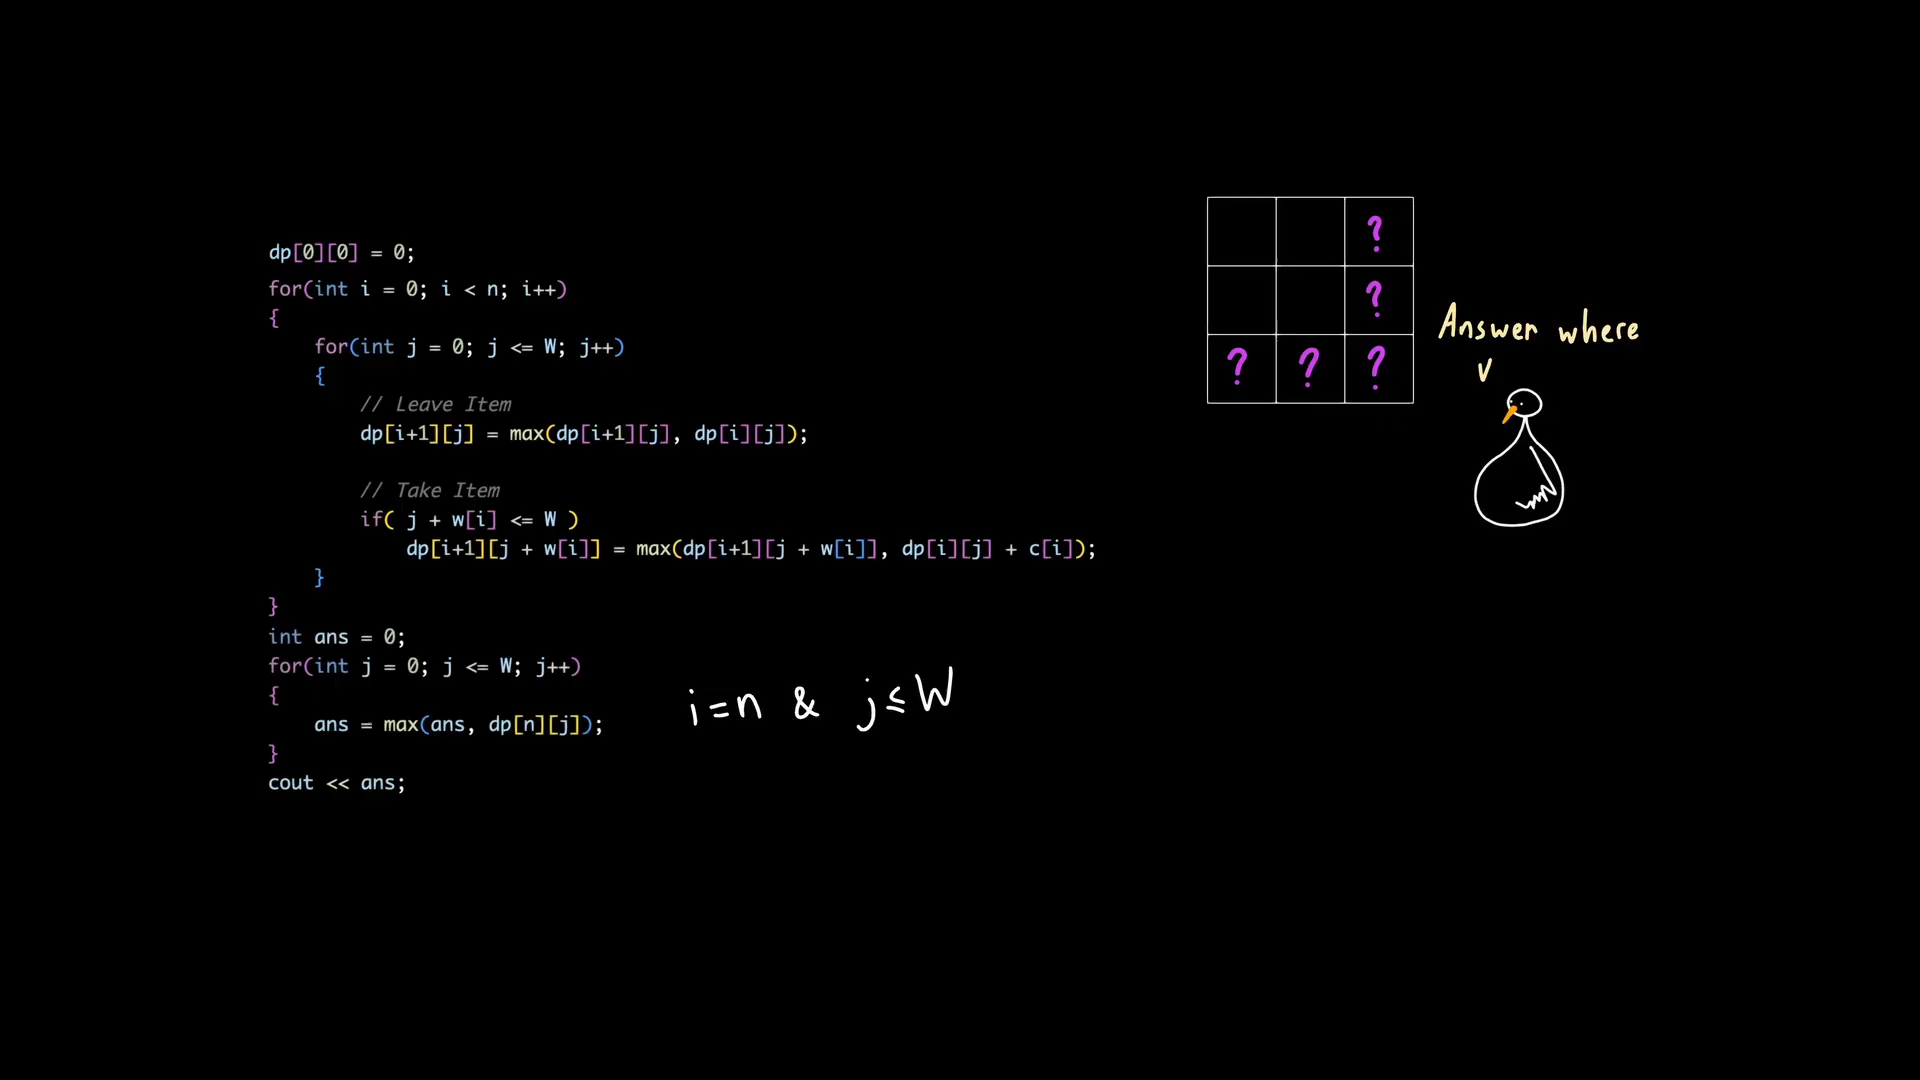 dp[0][0] = 0;
for(int i = 0; i < n; i++)
{
    for(int j = 0; j <= W; j++)
    {
        // Leave Item
        dp[i+1][j] = max(dp[i+1][j], dp[i][j]);

        // Take Item
        if( j + w[i] <= W )
            dp[i+1][j + w[i]] = max(dp[i+1][j + w[i]], dp[i][j] + c[i]);
    }
}
int ans = 0;
for(int j = 0; j <= W; j++)
{
    ans = max(ans, dp[n][j]);
}
cout << ans;
i=n & j≤W
?
?
? ? ?
Answer where
v